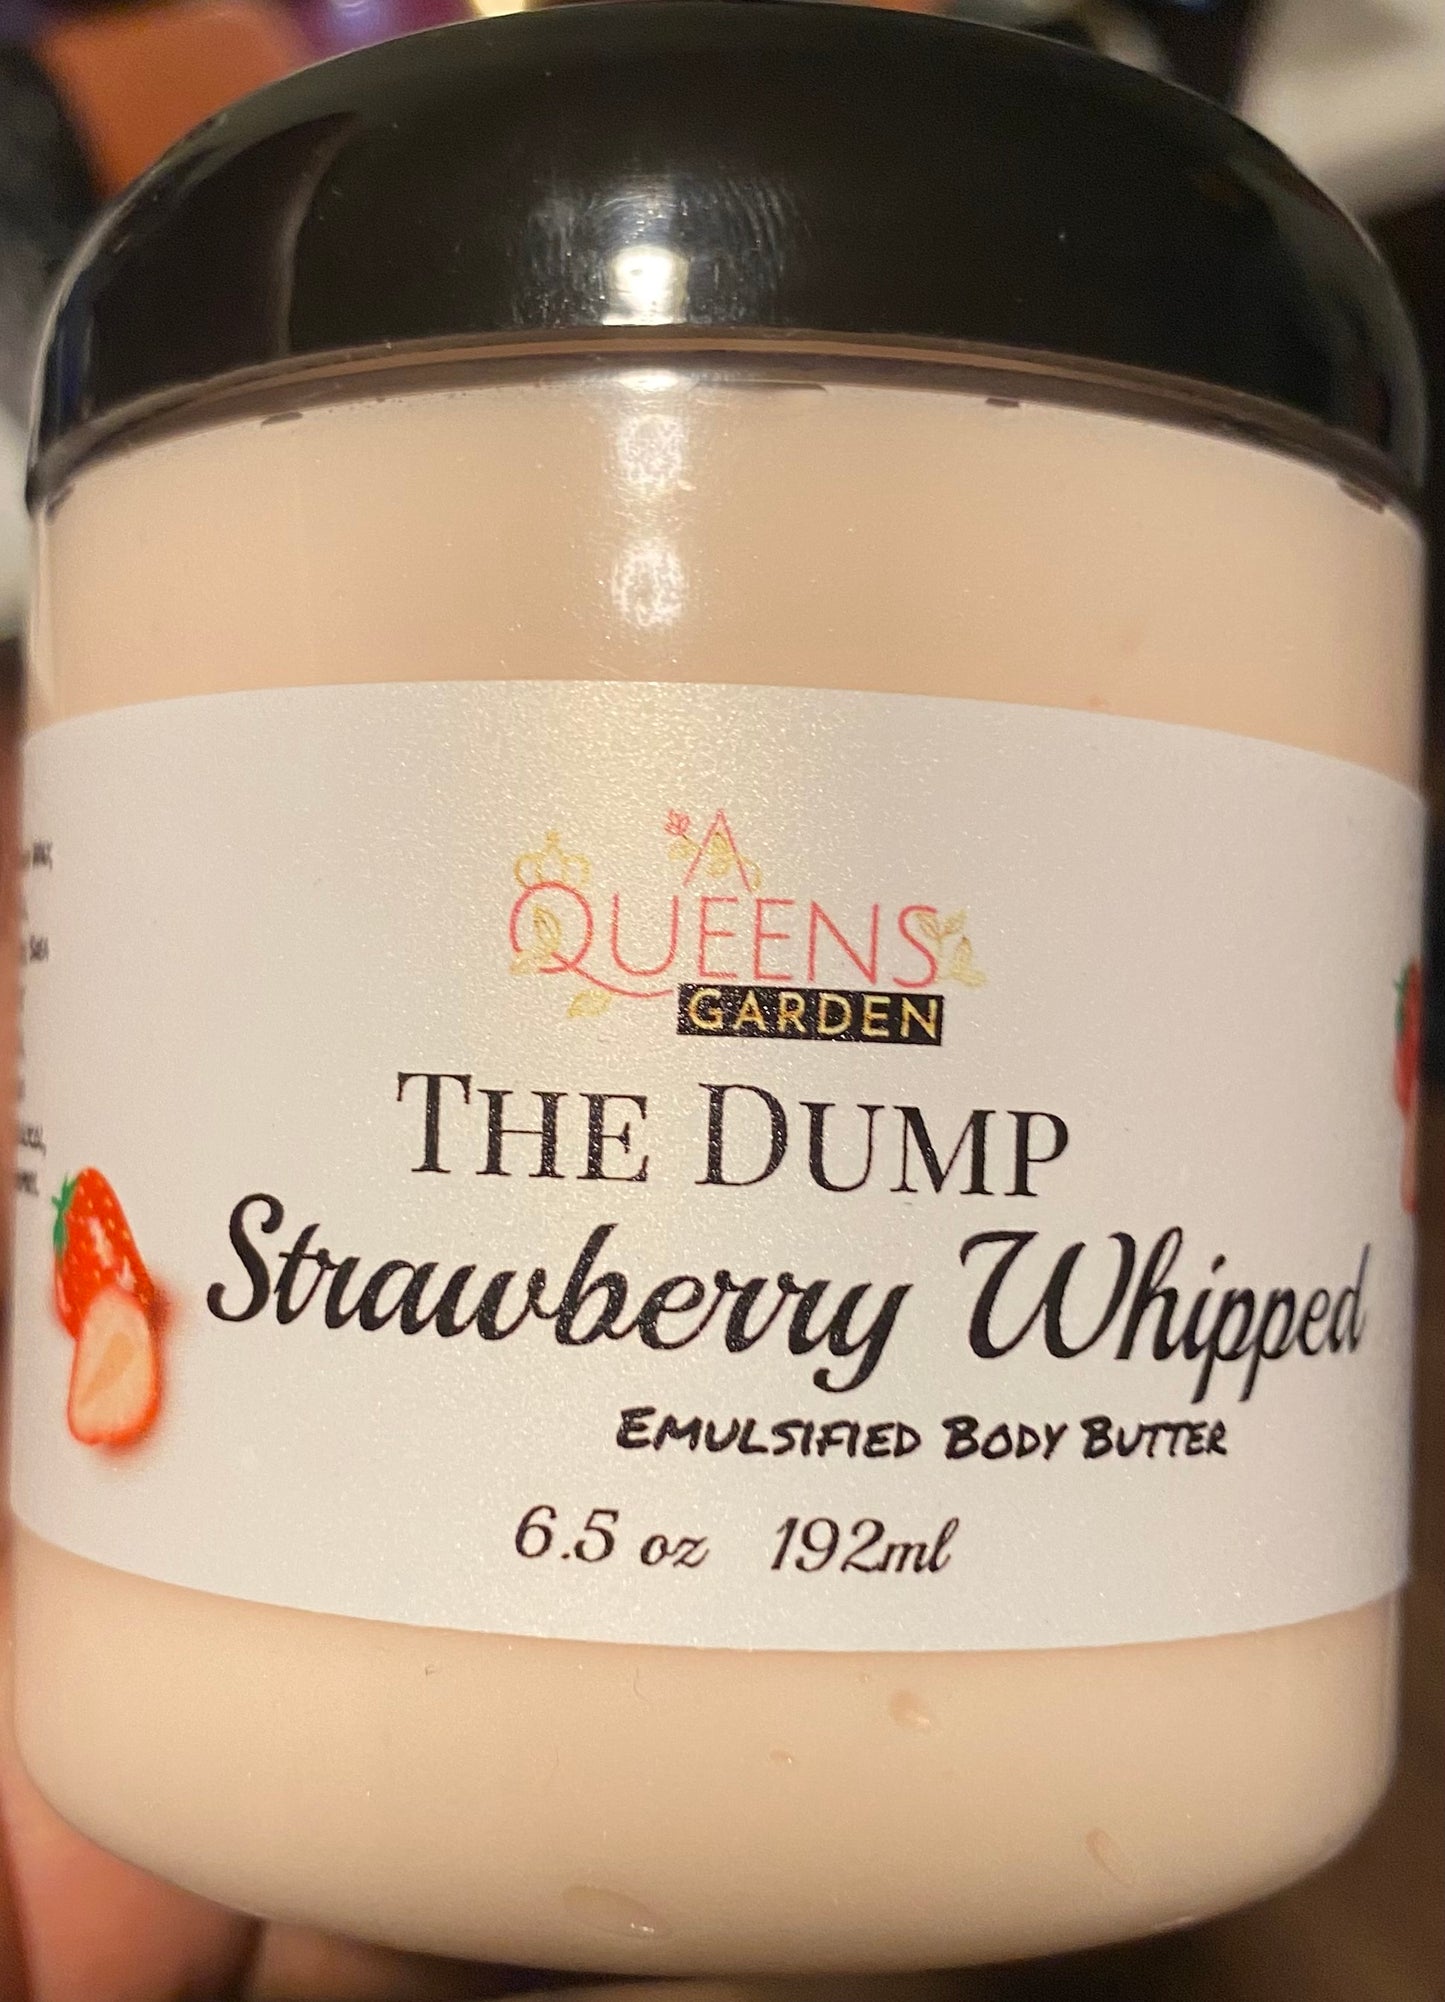 A
QUEENS
GARDEN
THE DUMP
Strawberry Whipped
EMULSIFIED BODY BUTTER
6.5 oz 192ml